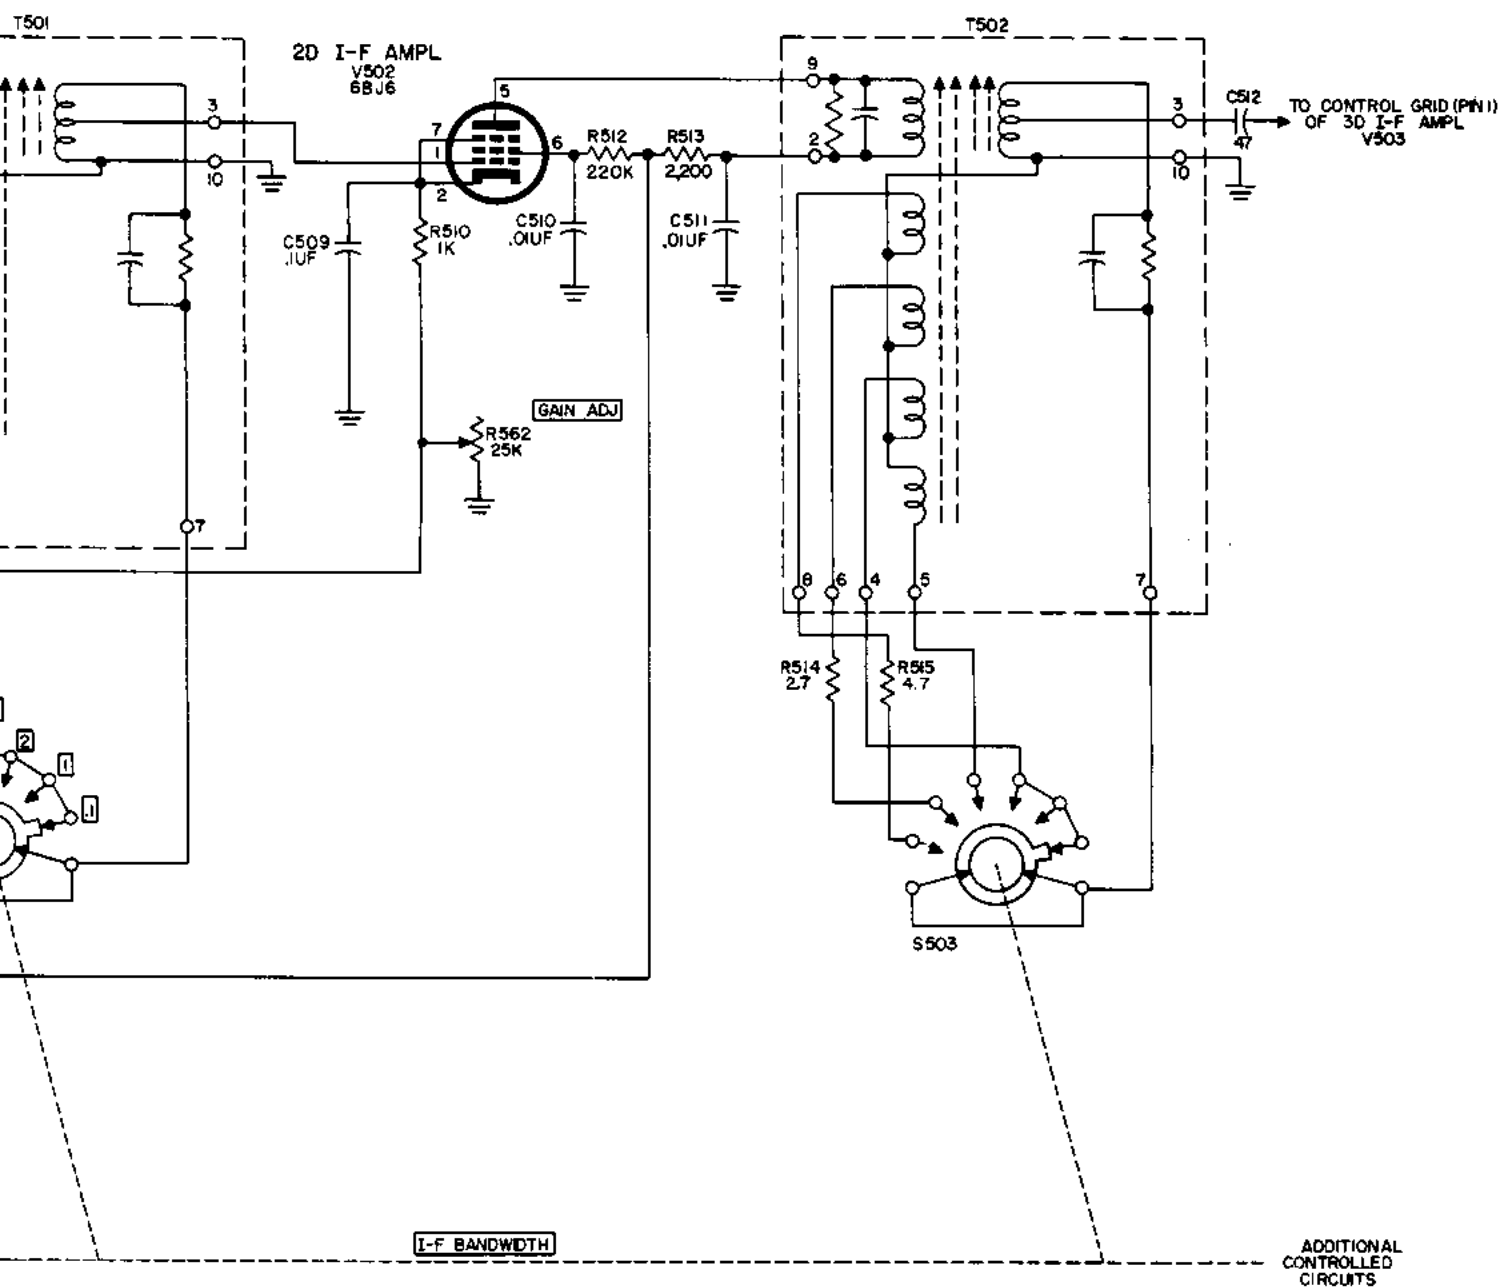 T501
2D I-F AMPL
V502
6BJ6
T502
5
9
3
C512
47
TO CONTROL GRID (PIN 1)
OF 3D I-F AMPL
V503
3
7
1
2
6
R512
220K
R513
2,200
2
10
10
C509
.1UF
R510
1K
C510
.01UF
C511
.01UF
GAIN ADJ
R562
25K
7
8
6
4
5
7
R514
2.7
R515
4.7
2
1
.1
S503
I-F BANDWIDTH
ADDITIONAL
CONTROLLED
CIRCUITS